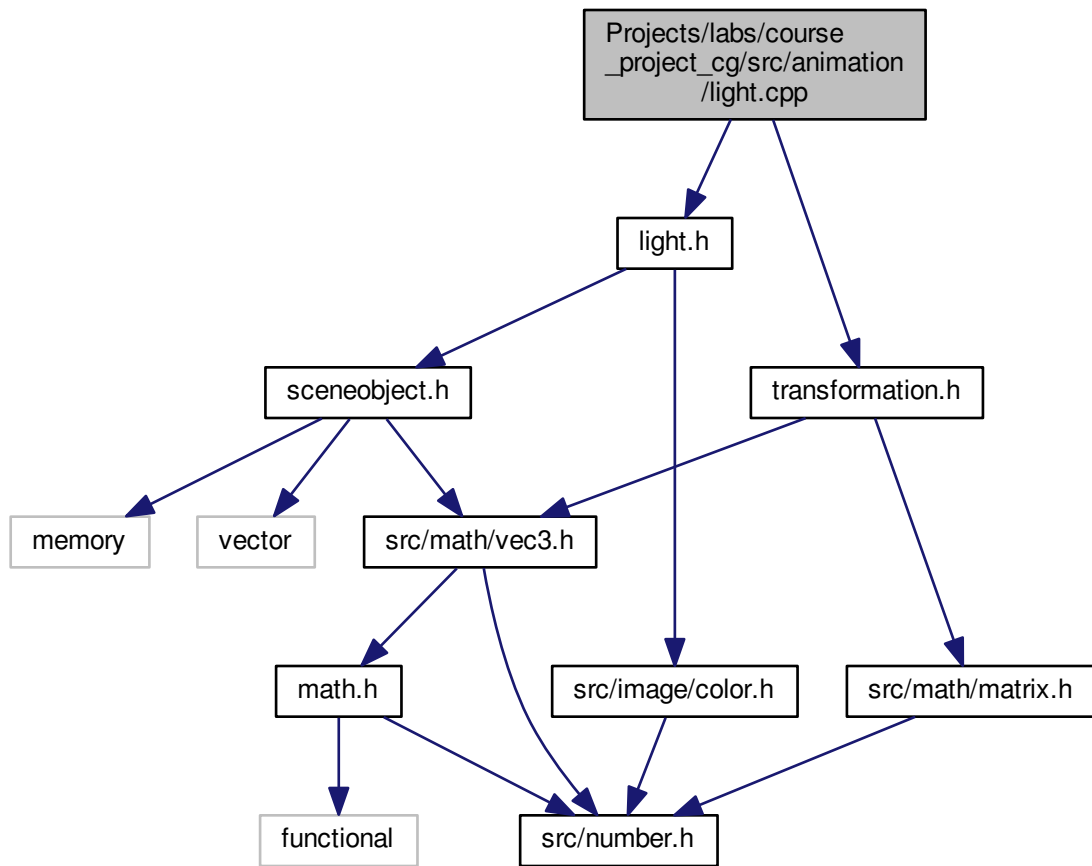 Projects/labs/course
_project_cg/src/animation
/light.cpp
light.h
sceneobject.h
transformation.h
memory
vector
src/math/vec3.h
math.h
src/image/color.h
src/math/matrix.h
functional
src/number.h